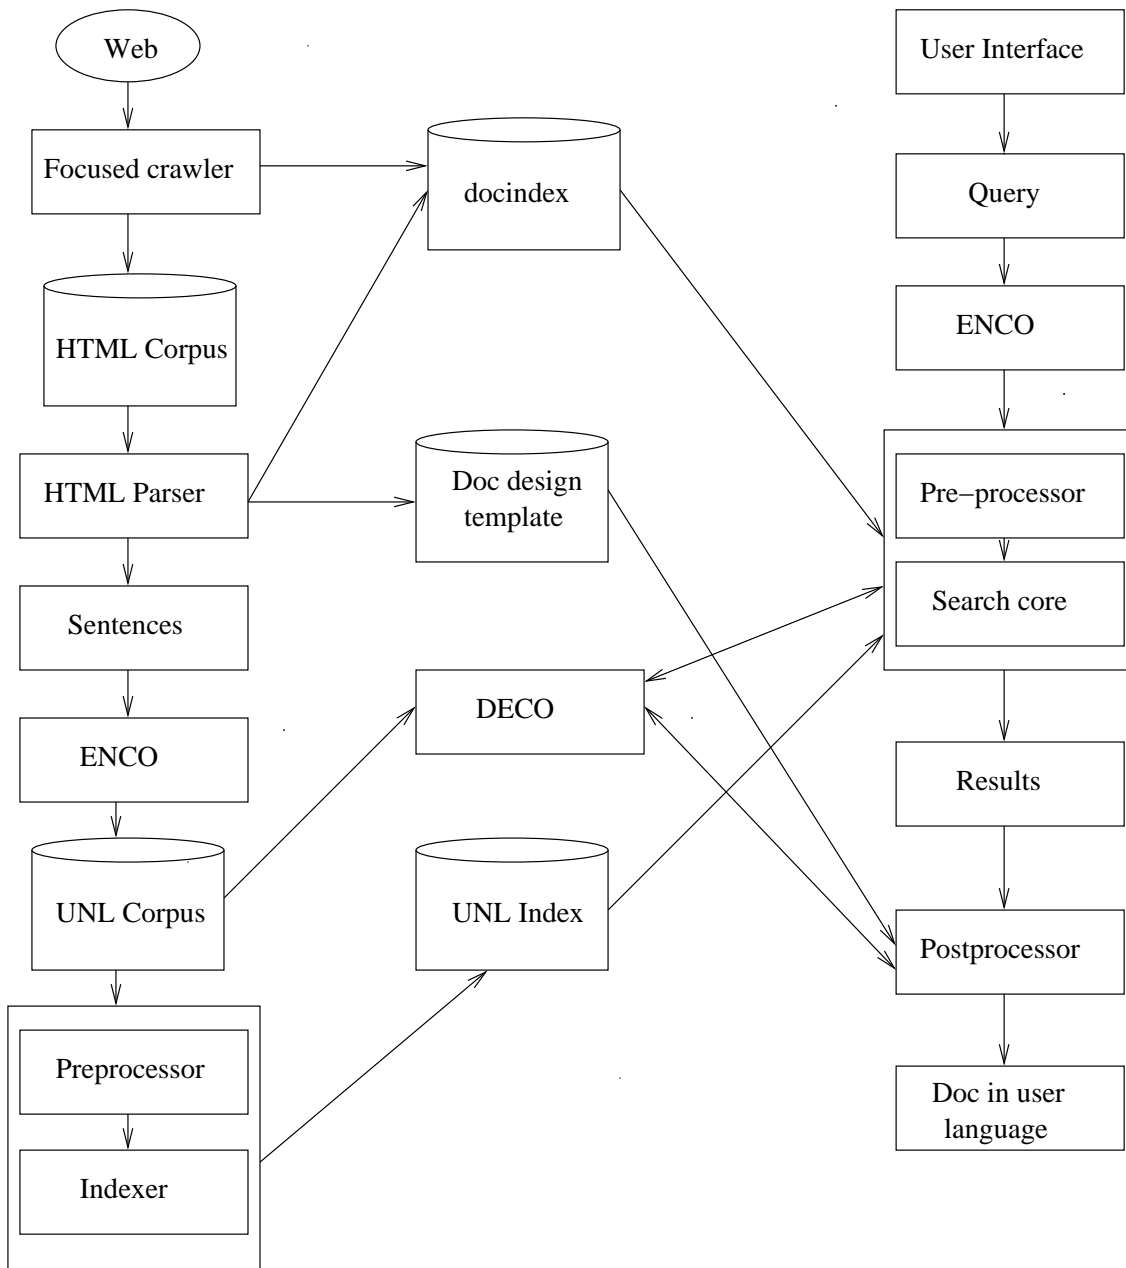 Web
Focused crawler
HTML Corpus
HTML Parser
Sentences
ENCO
UNL Corpus
Preprocessor
Indexer
docindex
Doc design
template
DECO
UNL Index
User Interface
Query
ENCO
Pre−processor
Search core
Results
Postprocessor
Doc in user
language